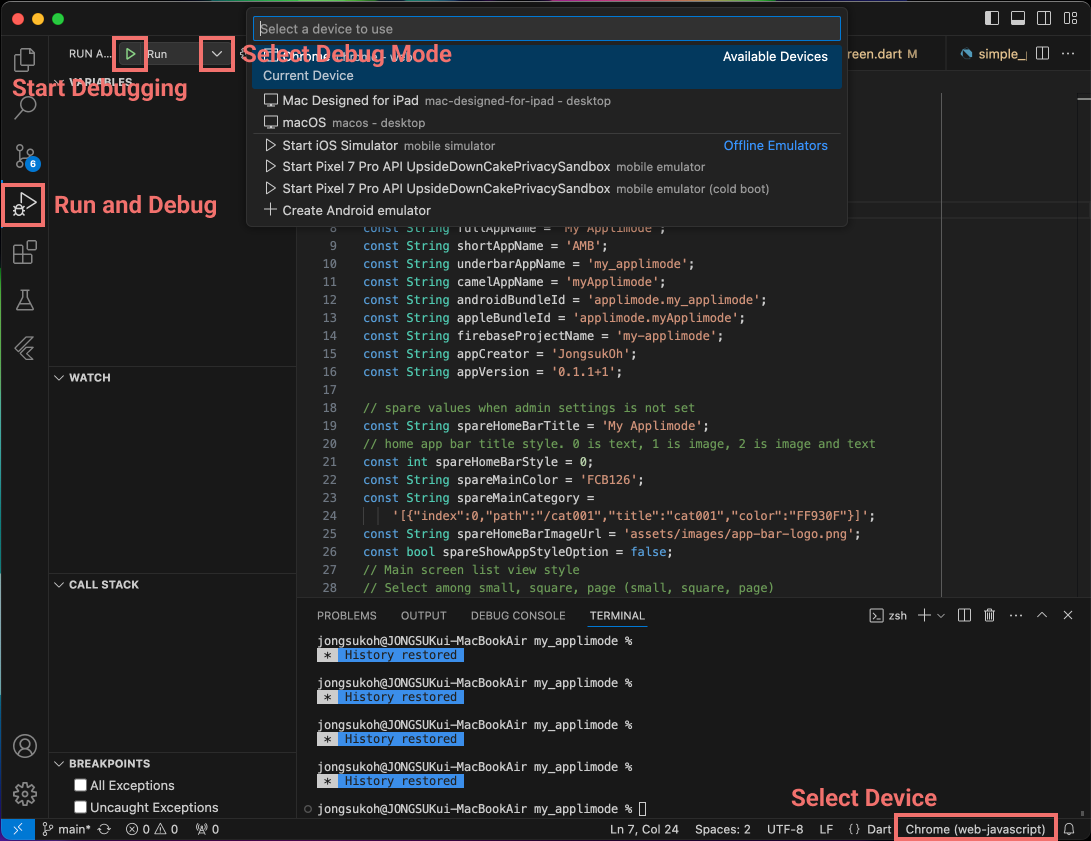 Select a device to use
RUN A... Run
Select Debug Mode
Start Debugging
VARIABLES
Run and Debug
6
Chrome chrome - web Available Devices
Current Device
Mac Designed for iPad mac-designed-for-ipad - desktop
macOS macos - desktop
Start iOS Simulator mobile simulator Offline Emulators
Start Pixel 7 Pro API UpsideDownCakePrivacySandbox mobile emulator
Start Pixel 7 Pro API UpsideDownCakePrivacySandbox mobile emulator (cold boot)
Create Android emulator
reen.dart M simple_ ...
8 const String fullAppName = 'My Applimode';
9 const String shortAppName = 'AMB';
10 const String underbarAppName = 'my_applimode';
11 const String camelAppName = 'myApplimode';
12 const String androidBundleId = 'applimode.my_applimode';
13 const String appleBundleId = 'applimode.myApplimode';
14 const String firebaseProjectName = 'my-applimode';
15 const String appCreator = 'JongsukOh';
16 const String appVersion = '0.1.1+1';
17
18 // spare values when admin settings is not set
19 const String spareHomeBarTitle = 'My Applimode';
20 // home app bar title style. 0 is text, 1 is image, 2 is image and text
21 const int spareHomeBarStyle = 0;
22 const String spareMainColor = 'FCB126';
23 const String spareMainCategory =
24 '[{"index":0,"path":"/cat001","title":"cat001","color":"FF930F"}]';
25 const String spareHomeBarImageUrl = 'assets/images/app-bar-logo.png';
26 const bool spareShowAppStyleOption = false;
27 // Main screen list view style
28 // Select among small, square, page (small, square, page)
WATCH
CALL STACK
BREAKPOINTS
All Exceptions
Uncaught Exceptions
PROBLEMS OUTPUT DEBUG CONSOLE TERMINAL zsh ...
jongsukoh@JONGSUKui-MacBookAir my_applimode %
* History restored
jongsukoh@JONGSUKui-MacBookAir my_applimode %
* History restored
jongsukoh@JONGSUKui-MacBookAir my_applimode %
* History restored
jongsukoh@JONGSUKui-MacBookAir my_applimode %
* History restored
jongsukoh@JONGSUKui-MacBookAir my_applimode %
Select Device
main* 0 0 0 Ln 7, Col 24 Spaces: 2 UTF-8 LF {} Dart Chrome (web-javascript)